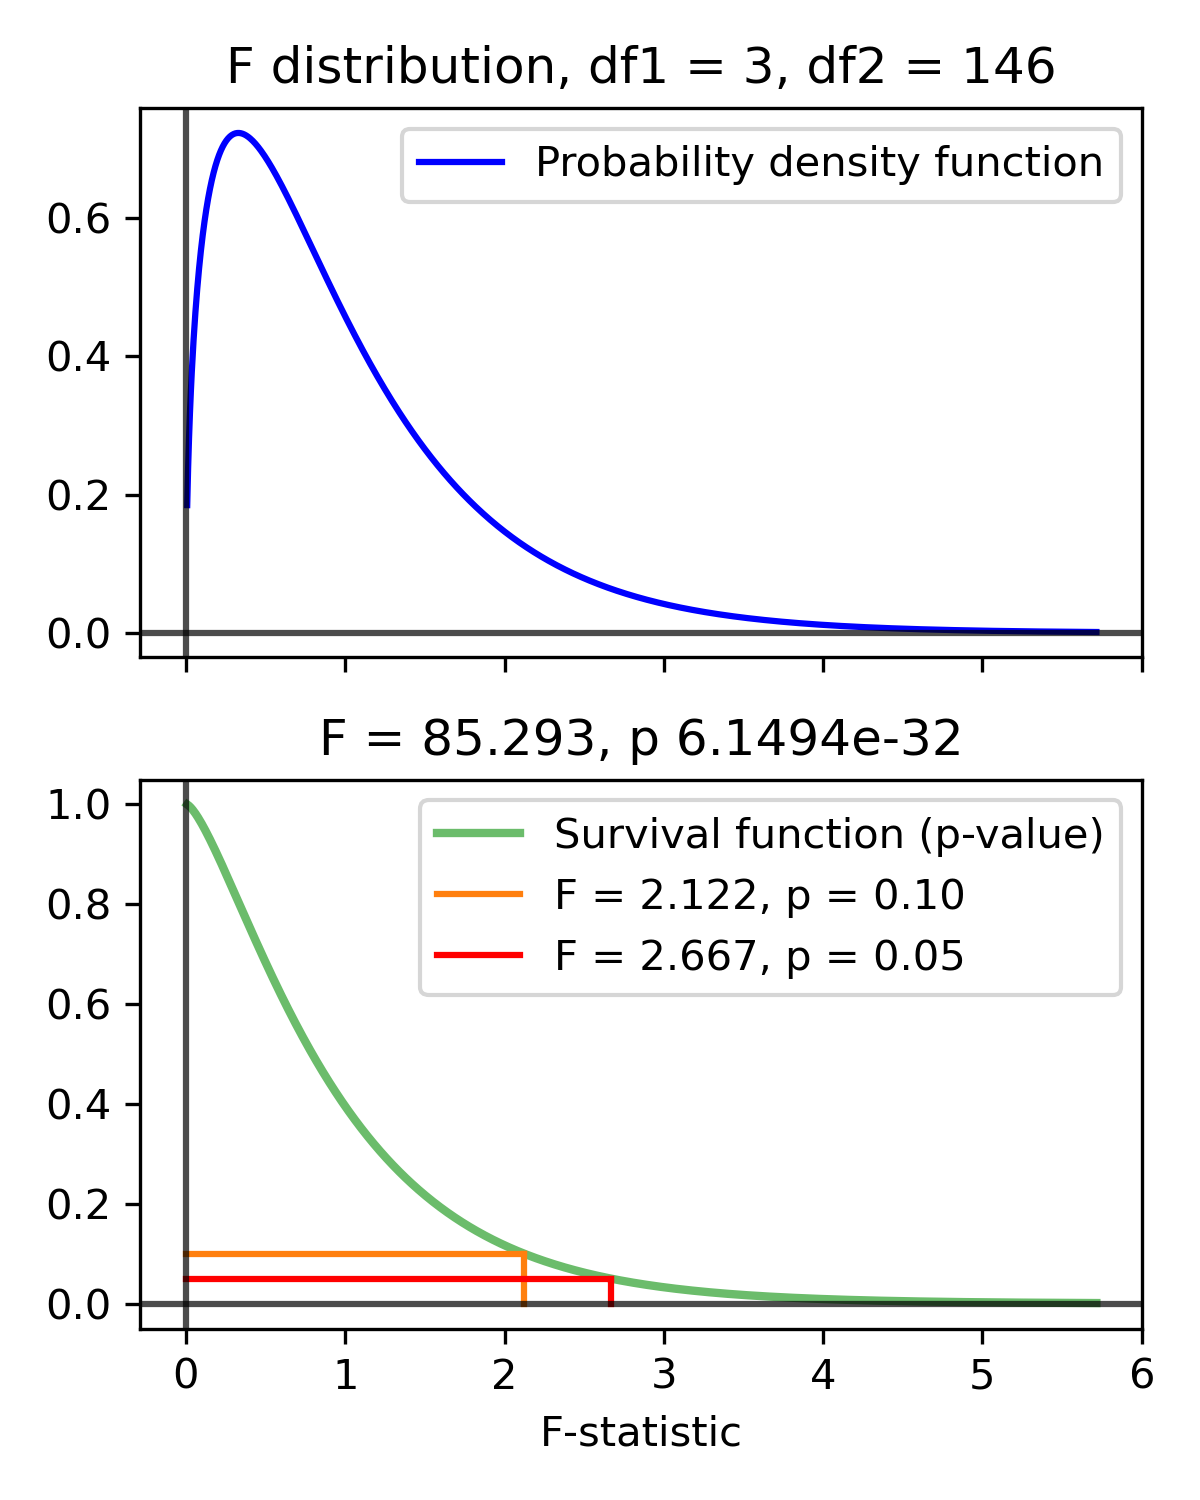 F distribution, df1 = 3, df2 = 146
Probability density function
0.6
0.4
0.2
0.0
F = 85.293, p 6.1494e-32
1.0
0.8
0.6
0.4
0.2
0.0
Survival function (p-value)
F = 2.122, p = 0.10
F = 2.667, p = 0.05
0 1 2 3 4 5 6
F-statistic